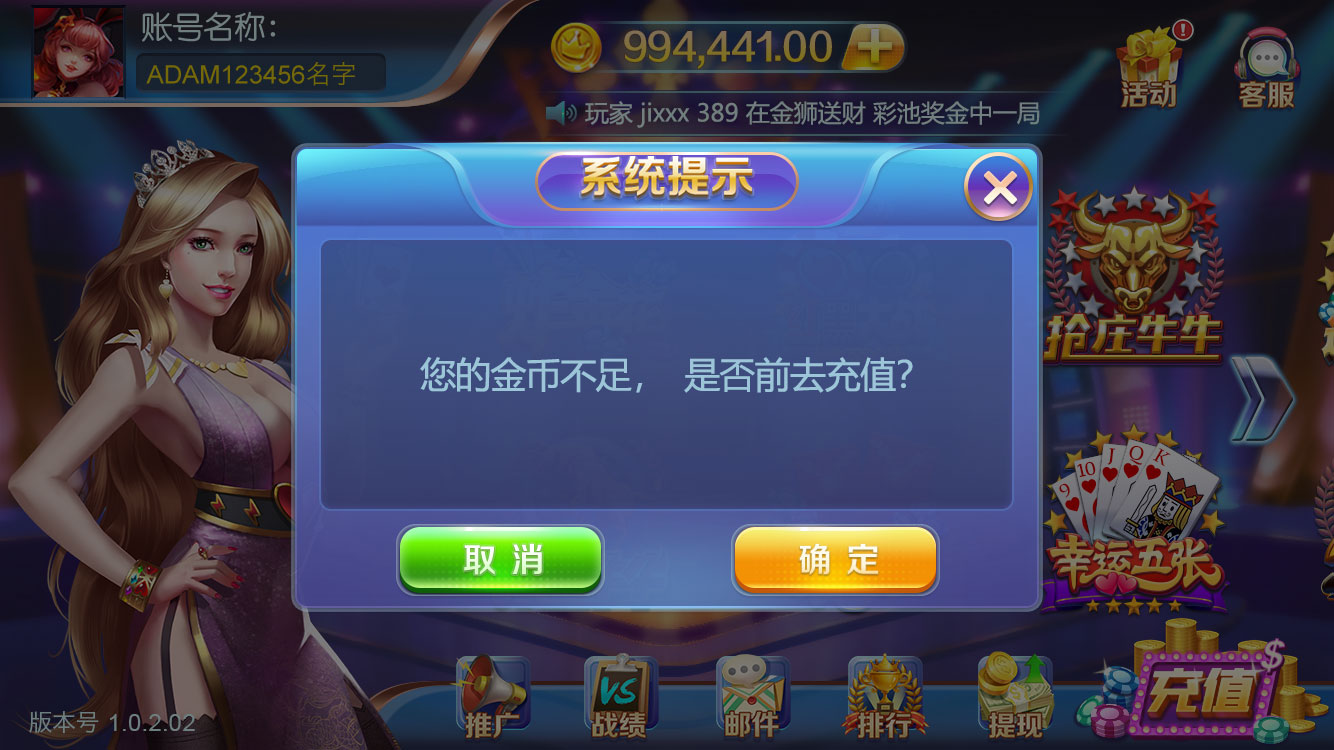 账号名称：
ADAM123456名字
994,441.00
活动
客服
玩家 jixxx 389 在金狮送财 彩池奖金中一局
系统提示
抢庄牛牛
您的金币不足， 是否前去充值？
9 10 J Q K
取消
确定
幸运五张
推广
VS
战绩
邮件
排行
提现
$
充值
版本号 1.0.2.02